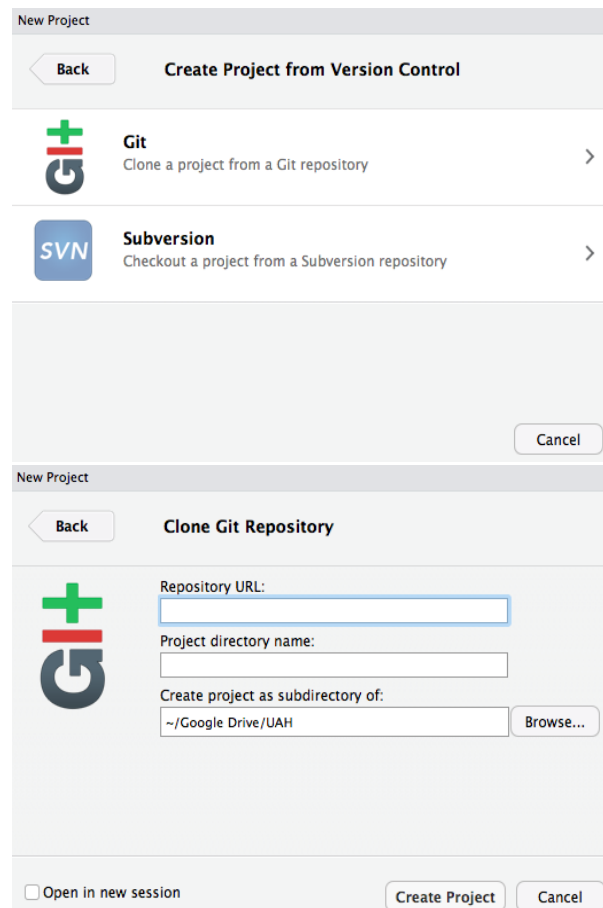 New Project
Back
Create Project from Version Control
GIt
Git
Clone a project from a Git repository
SVN
Subversion
Checkout a project from a Subversion repository
Cancel
New Project
Back
Clone Git Repository
GIt
Repository URL:
Project directory name:
Create project as subdirectory of:
~/Google Drive/UAH
Browse...
Open in new session
Create Project
Cancel